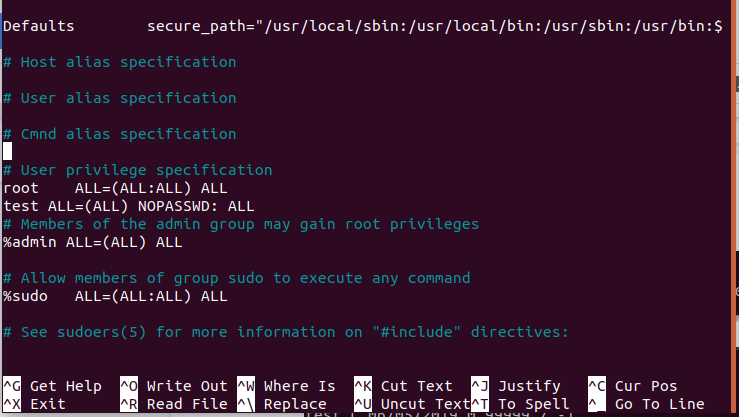 Defaults        secure_path="/usr/local/sbin:/usr/local/bin:/usr/sbin:/usr/bin:$
# Host alias specification
# User alias specification
# Cmnd alias specification
# User privilege specification
root    ALL=(ALL:ALL) ALL
test ALL=(ALL) NOPASSWD: ALL
# Members of the admin group may gain root privileges
%admin ALL=(ALL) ALL
# Allow members of group sudo to execute any command
%sudo   ALL=(ALL:ALL) ALL
# See sudoers(5) for more information on "#include" directives:
^G Get Help  ^O Write Out ^W Where Is  ^K Cut Text  ^J Justify   ^C Cur Pos
^X Exit      ^R Read File ^\ Replace   ^U Uncut Text^T To Spell  ^_ Go To Line